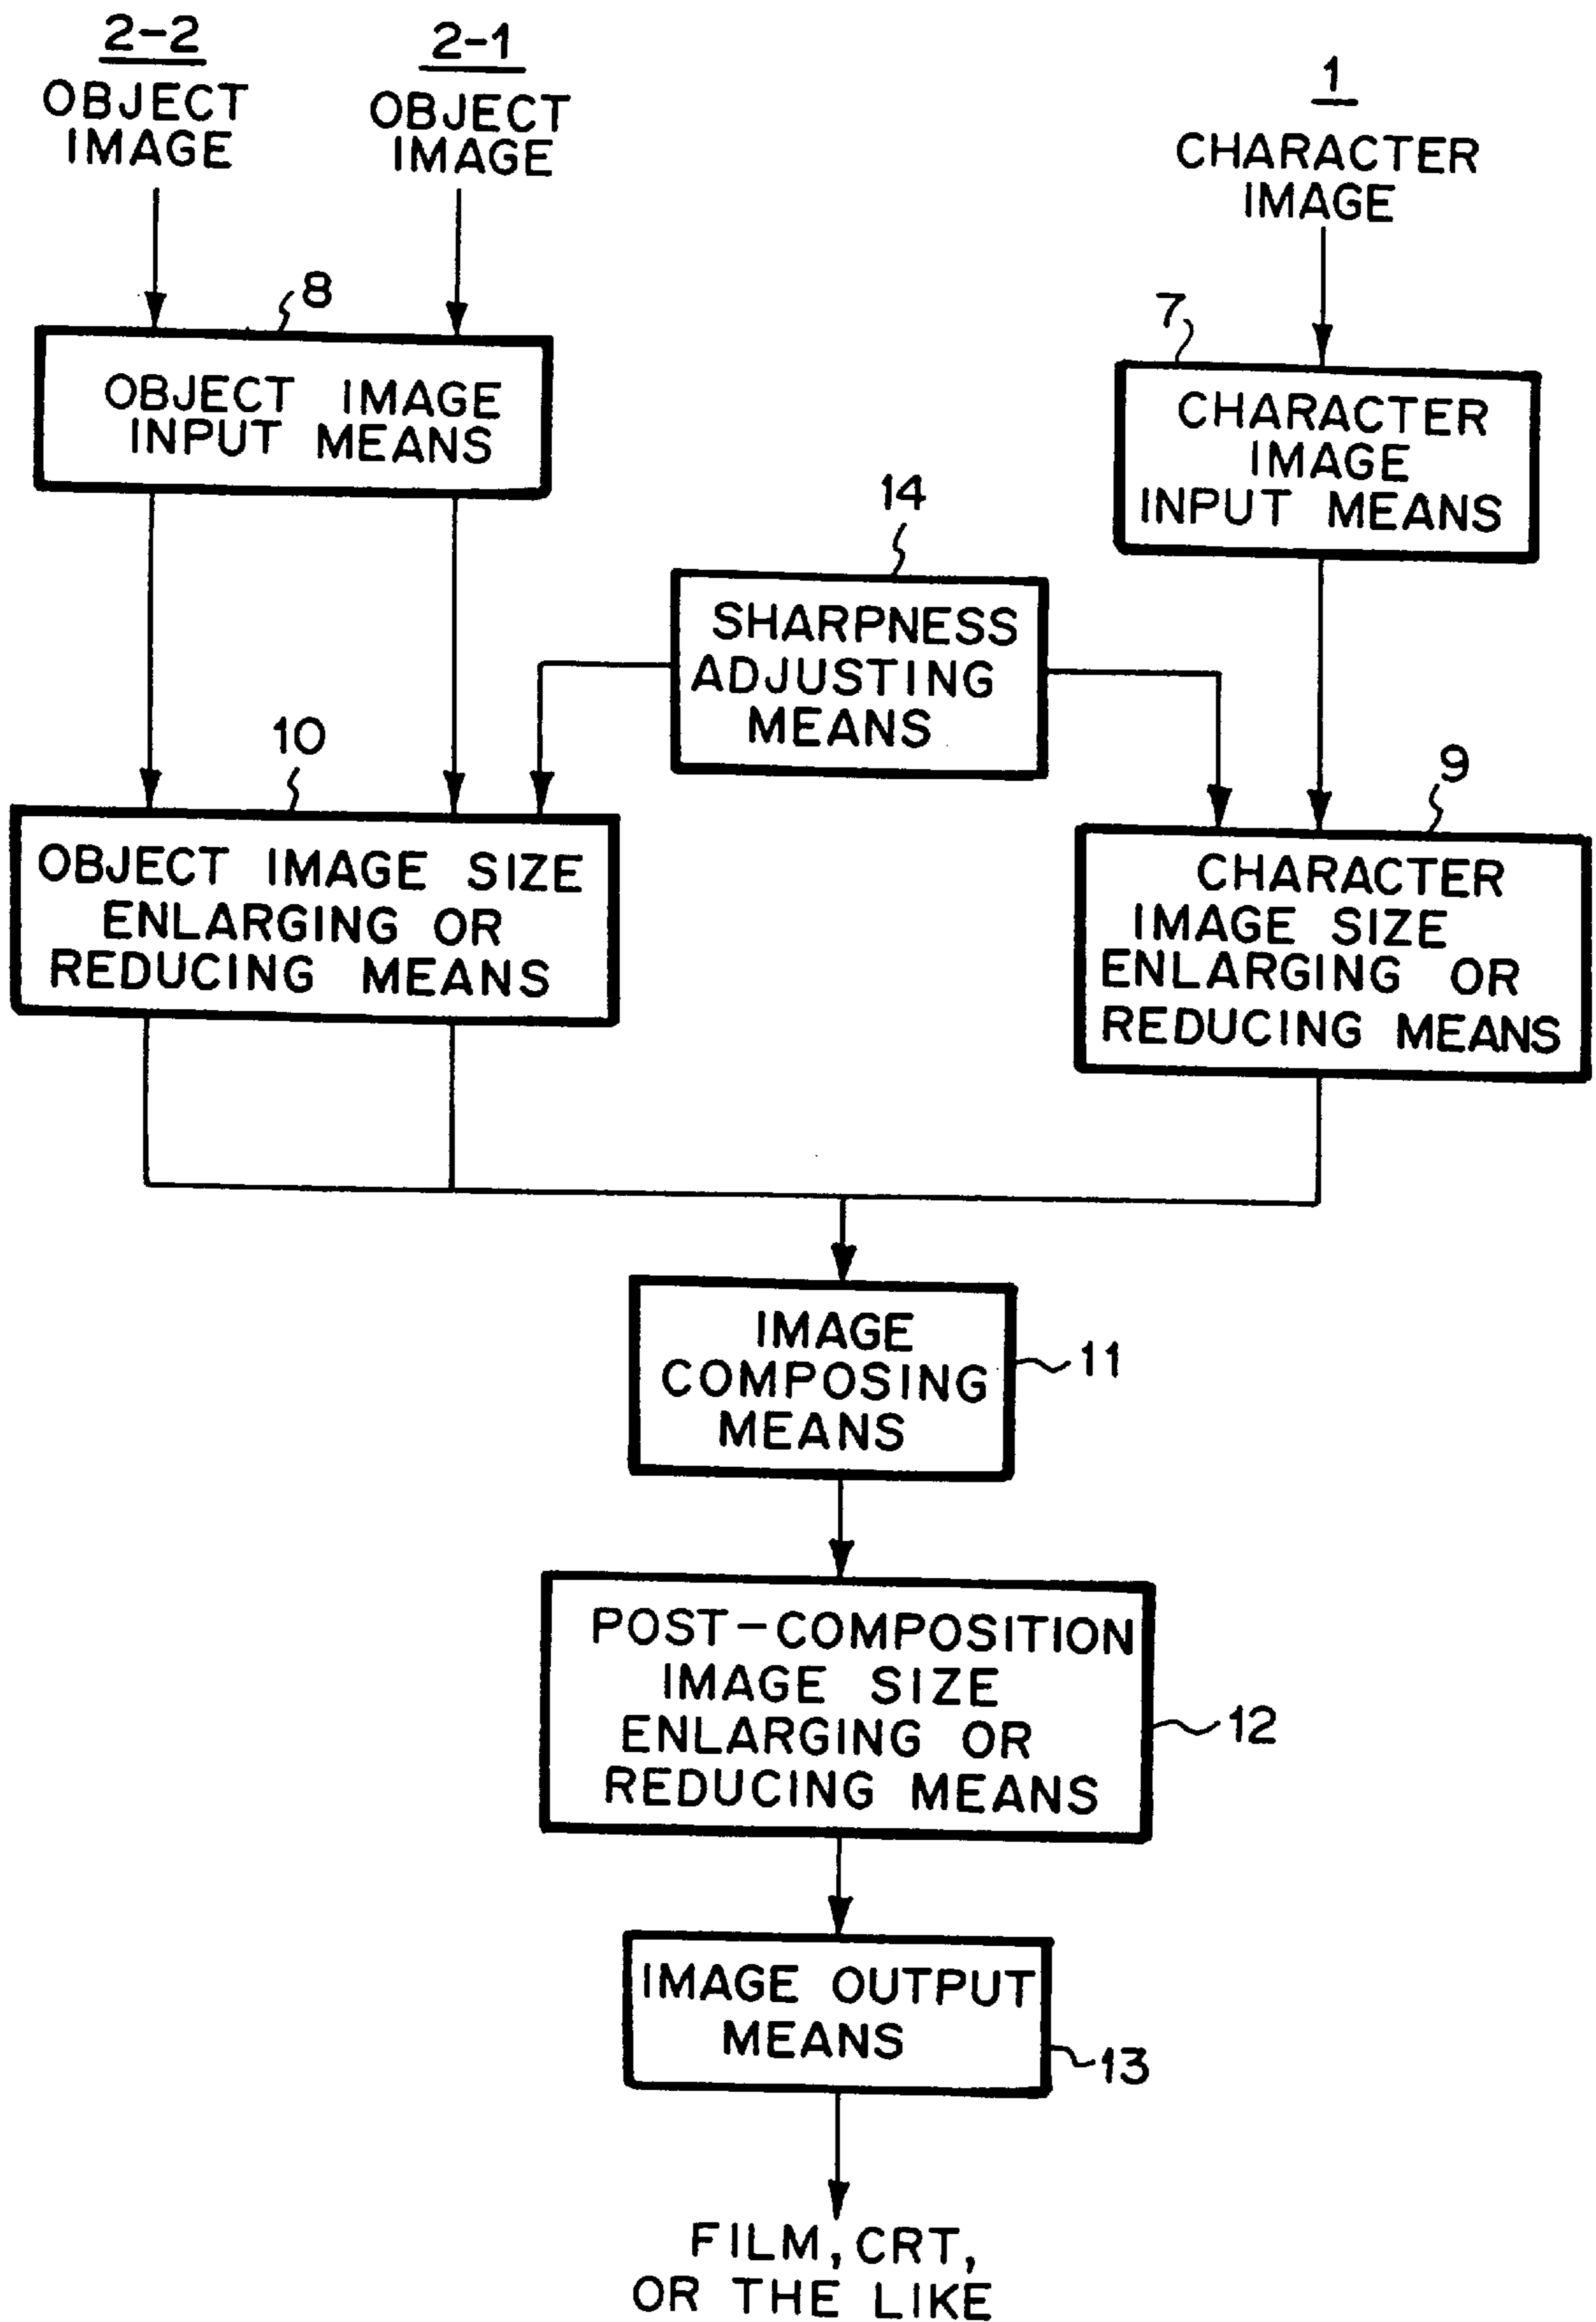 2-2
OBJECT
IMAGE
2-1
OBJECT
IMAGE
1
CHARACTER
IMAGE
8
OBJECT IMAGE
INPUT MEANS
7
CHARACTER
IMAGE
INPUT MEANS
14
SHARPNESS
ADJUSTING
MEANS
10
OBJECT IMAGE SIZE
ENLARGING OR
REDUCING MEANS
9
CHARACTER
IMAGE SIZE
ENLARGING OR
REDUCING MEANS
IMAGE
COMPOSING
MEANS
11
POST-COMPOSITION
IMAGE SIZE
ENLARGING OR
REDUCING MEANS
12
IMAGE OUTPUT
MEANS
13
FILM, CRT,
OR THE LIKE